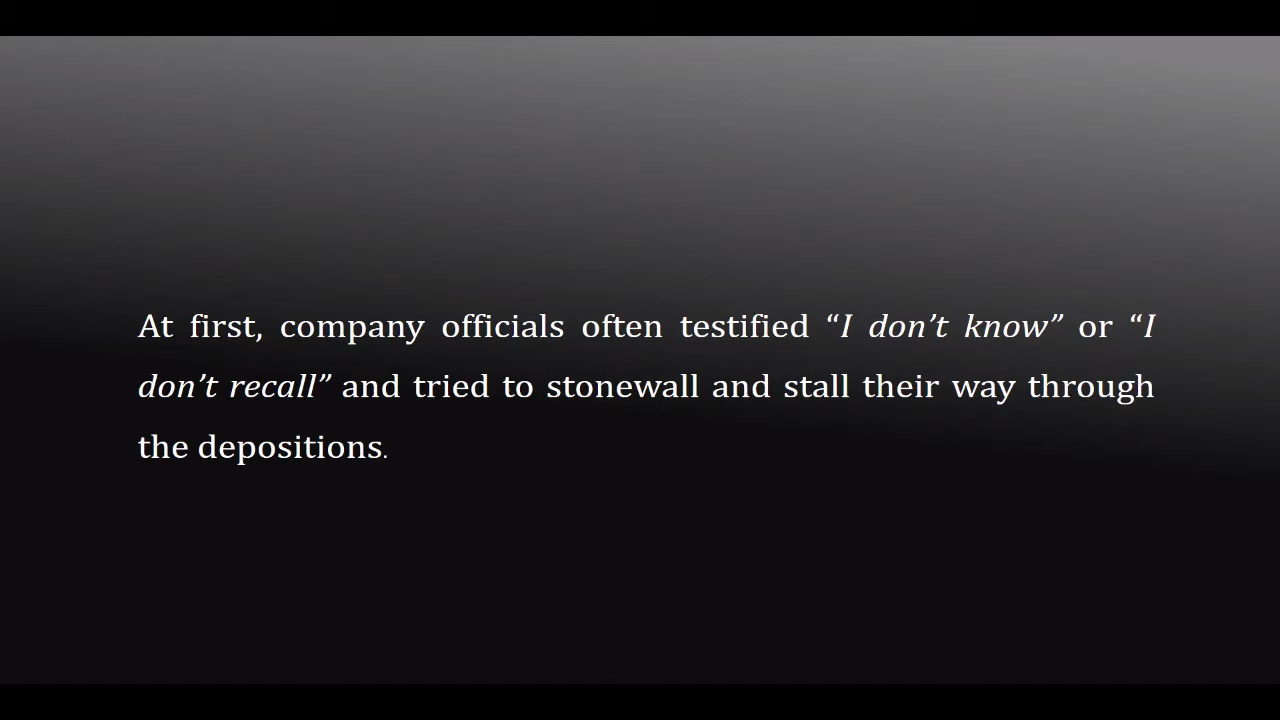 At first, company officials often testified “I don’t know” or “I
don’t recall” and tried to stonewall and stall their way through
the depositions.